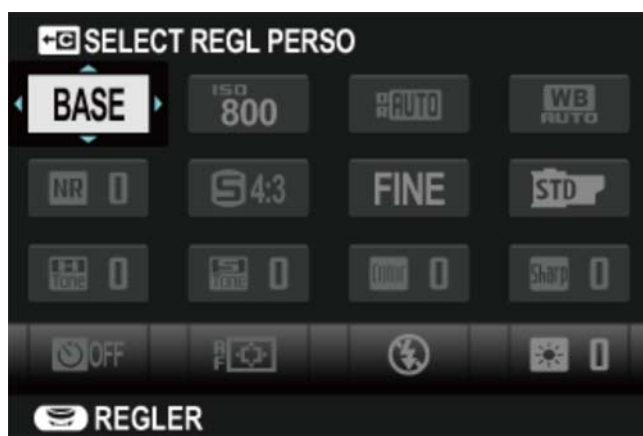 C SELECT REGL PERSO
BASE ISO 800 DR AUTO WB AUTO
NR 0 S 4:3 FINE STD
H Tone 0 S Tone 0 Color 0 Sharp 0
OFF AF 0
REGLER